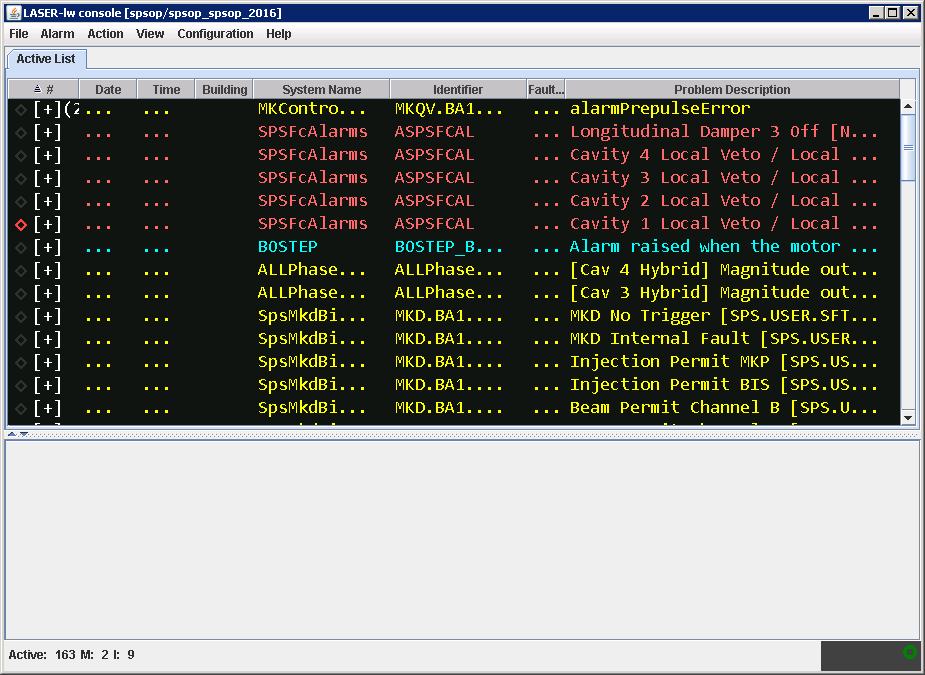 LASER-lw console [spsop/spsop_spsop_2016]
File Alarm Action View Configuration Help
Active List
# Date Time Building System Name Identifier Fault... Problem Description
[+](2 ... ... MKContro... MKQV.BA1... ... alarmPrepulseError
[+] ... ... SPSFcAlarms ASPSFCAL ... Longitudinal Damper 3 Off [N...
[+] ... ... SPSFcAlarms ASPSFCAL ... Cavity 4 Local Veto / Local ...
[+] ... ... SPSFcAlarms ASPSFCAL ... Cavity 3 Local Veto / Local ...
[+] ... ... SPSFcAlarms ASPSFCAL ... Cavity 2 Local Veto / Local ...
[+] ... ... SPSFcAlarms ASPSFCAL ... Cavity 1 Local Veto / Local ...
[+] ... ... BOSTEP BOSTEP_B... ... Alarm raised when the motor ...
[+] ... ... ALLPhase... ALLPhase... ... [Cav 4 Hybrid] Magnitude out...
[+] ... ... ALLPhase... ALLPhase... ... [Cav 3 Hybrid] Magnitude out...
[+] ... ... SpsMkdBi... MKD.BA1.... ... MKD No Trigger [SPS.USER.SFT...
[+] ... ... SpsMkdBi... MKD.BA1.... ... MKD Internal Fault [SPS.USER...
[+] ... ... SpsMkdBi... MKD.BA1.... ... Injection Permit MKP [SPS.US...
[+] ... ... SpsMkdBi... MKD.BA1.... ... Injection Permit BIS [SPS.US...
[+] ... ... SpsMkdBi... MKD.BA1.... ... Beam Permit Channel B [SPS.U...
Active: 163 M: 2 I: 9